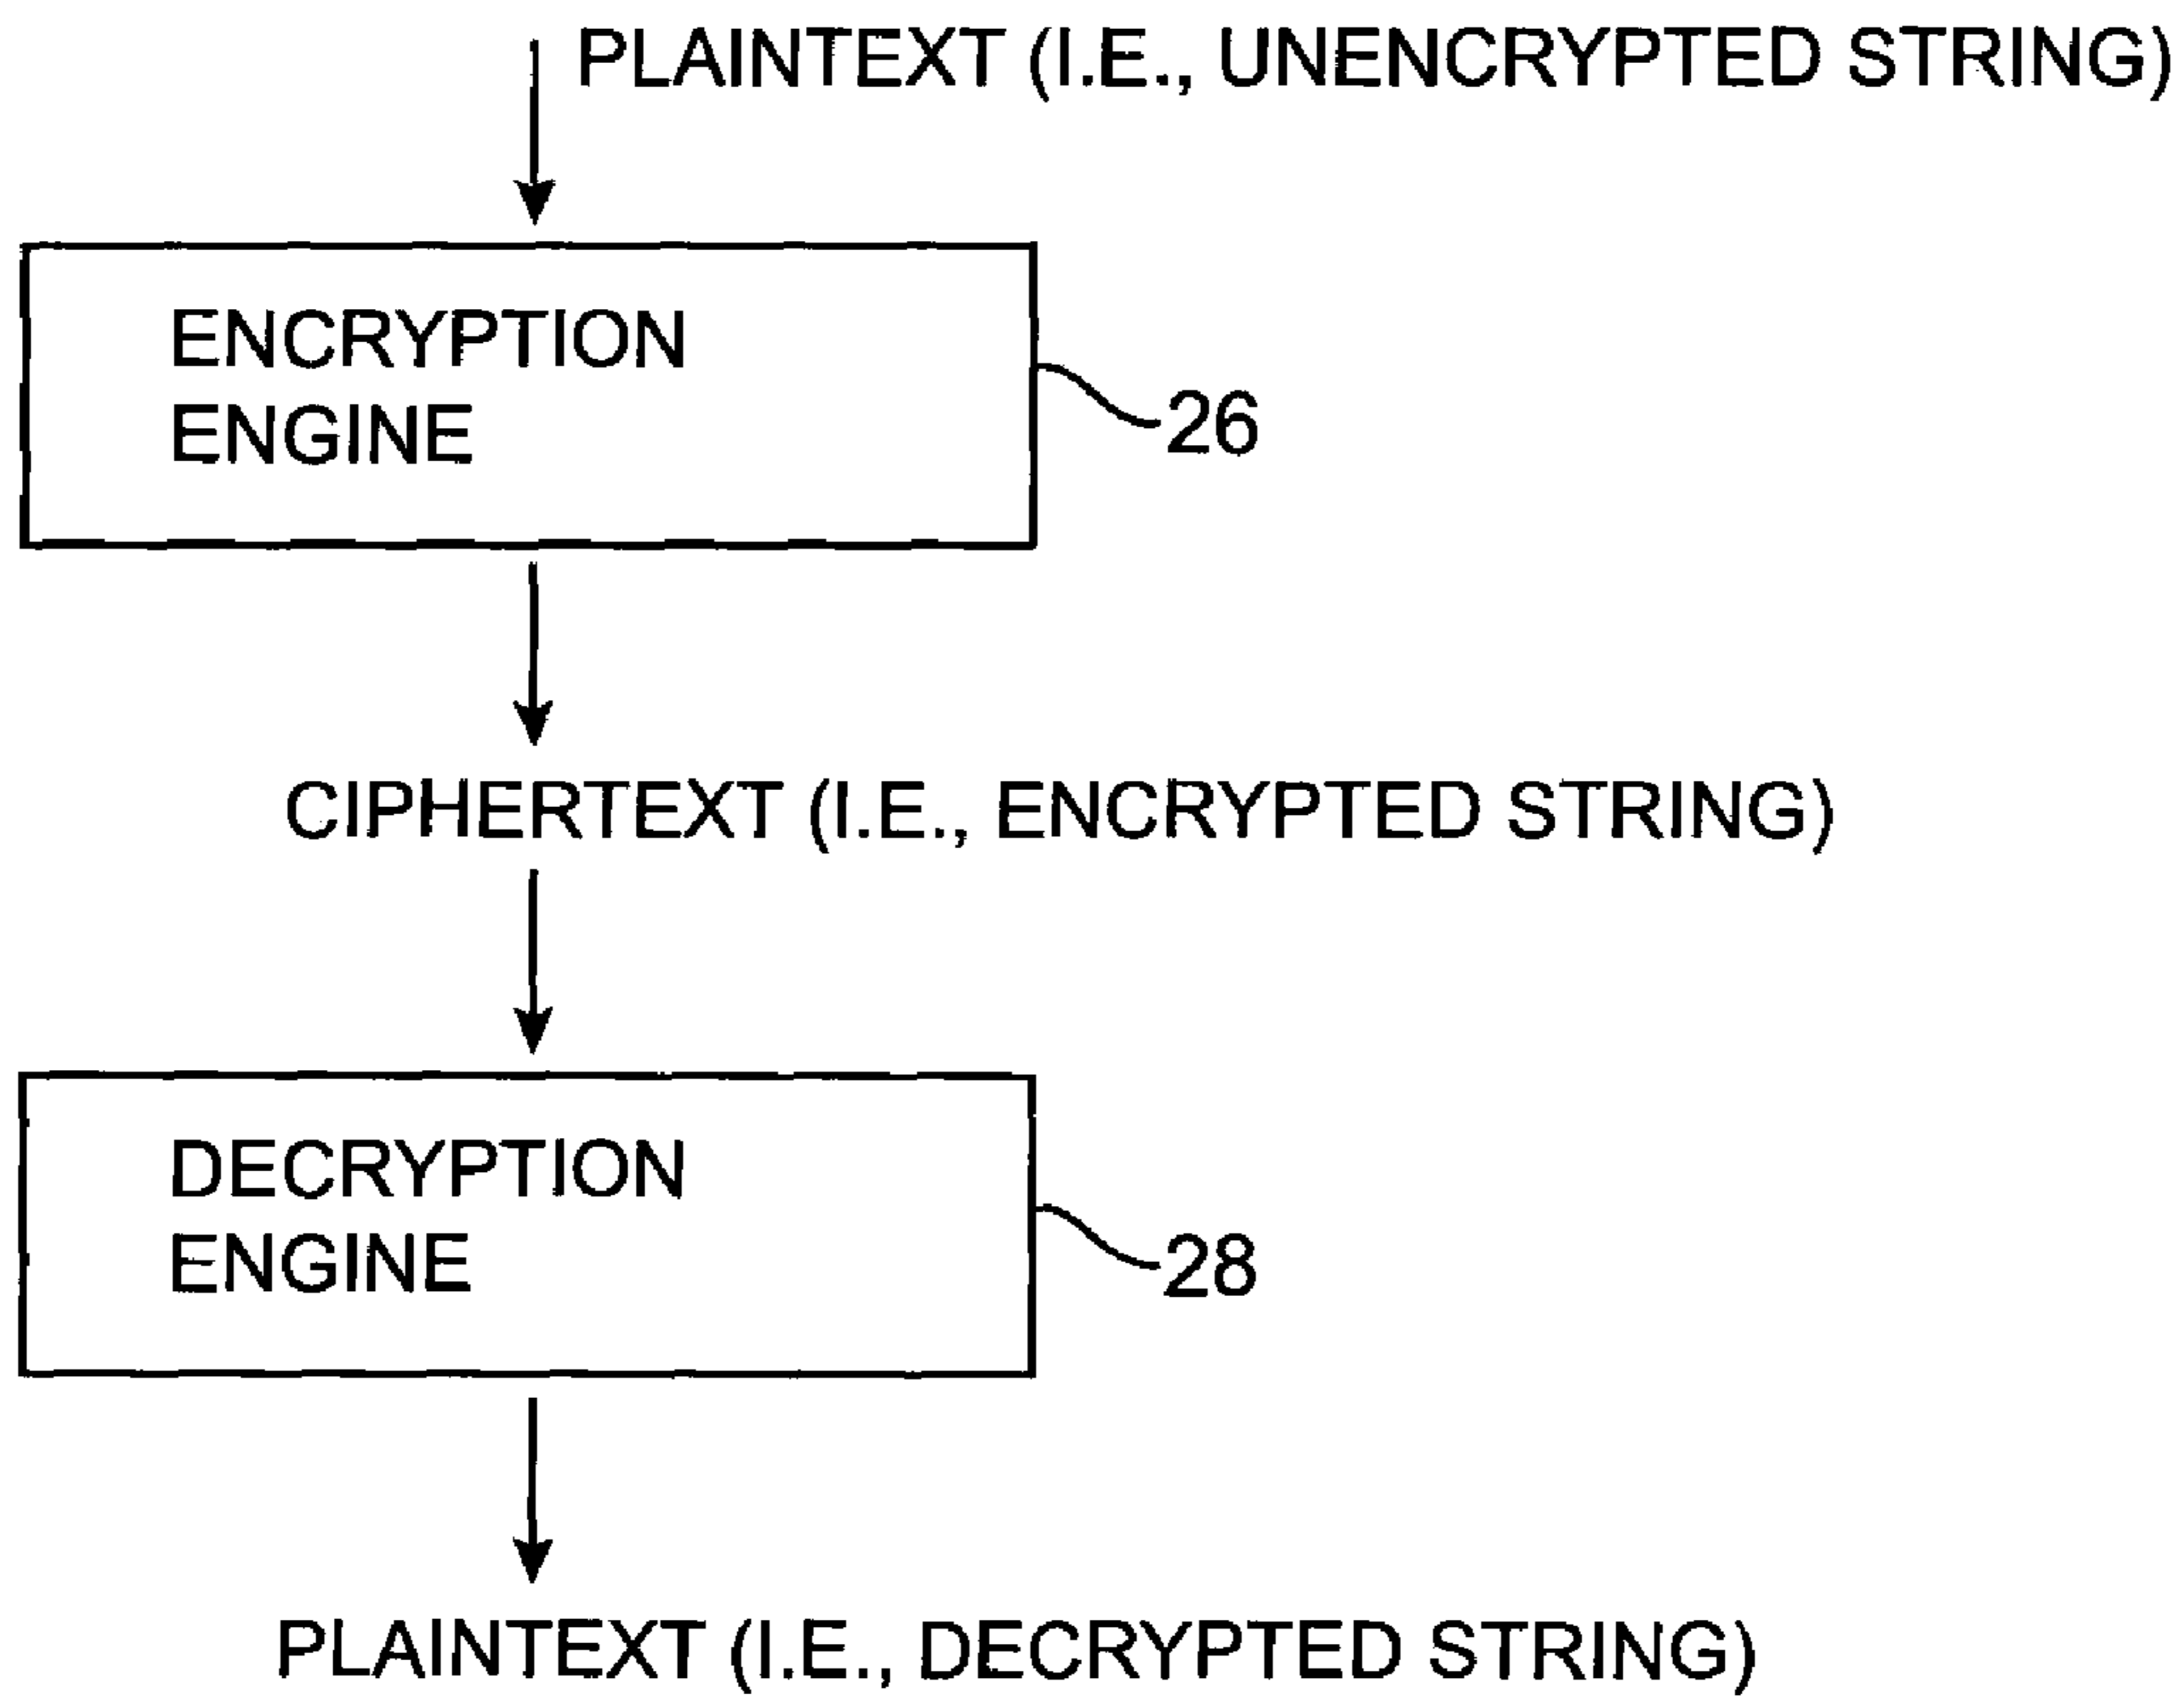 PLAINTEXT (I.E., UNENCRYPTED STRING)
ENCRYPTION
ENGINE
26
CIPHERTEXT (I.E., ENCRYPTED STRING)
DECRYPTION
ENGINE
28
PLAINTEXT (I.E., DECRYPTED STRING)